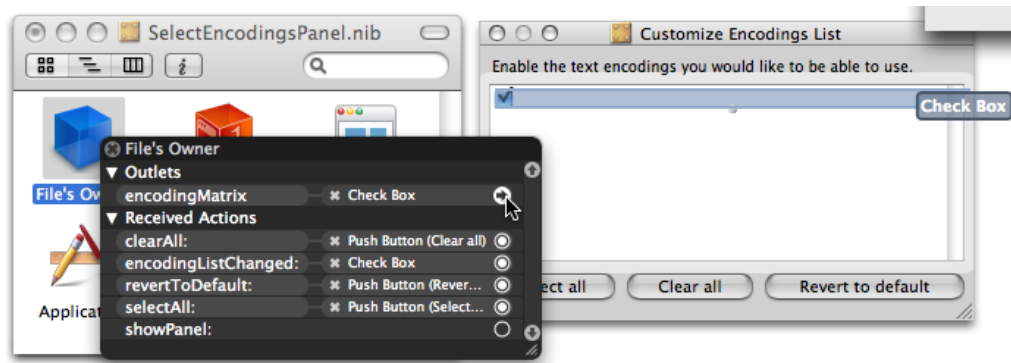 SelectEncodingsPanel.nib
File's Ow
Applicat
File's Owner
Outlets
encodingMatrix Check Box
Received Actions
clearAll: Push Button (Clear all)
encodingListChanged: Check Box
revertToDefault: Push Button (Rever...
selectAll: Push Button (Select...
showPanel:
Customize Encodings List
Enable the text encodings you would like to be able to use.
Check Box
ect all Clear all Revert to default